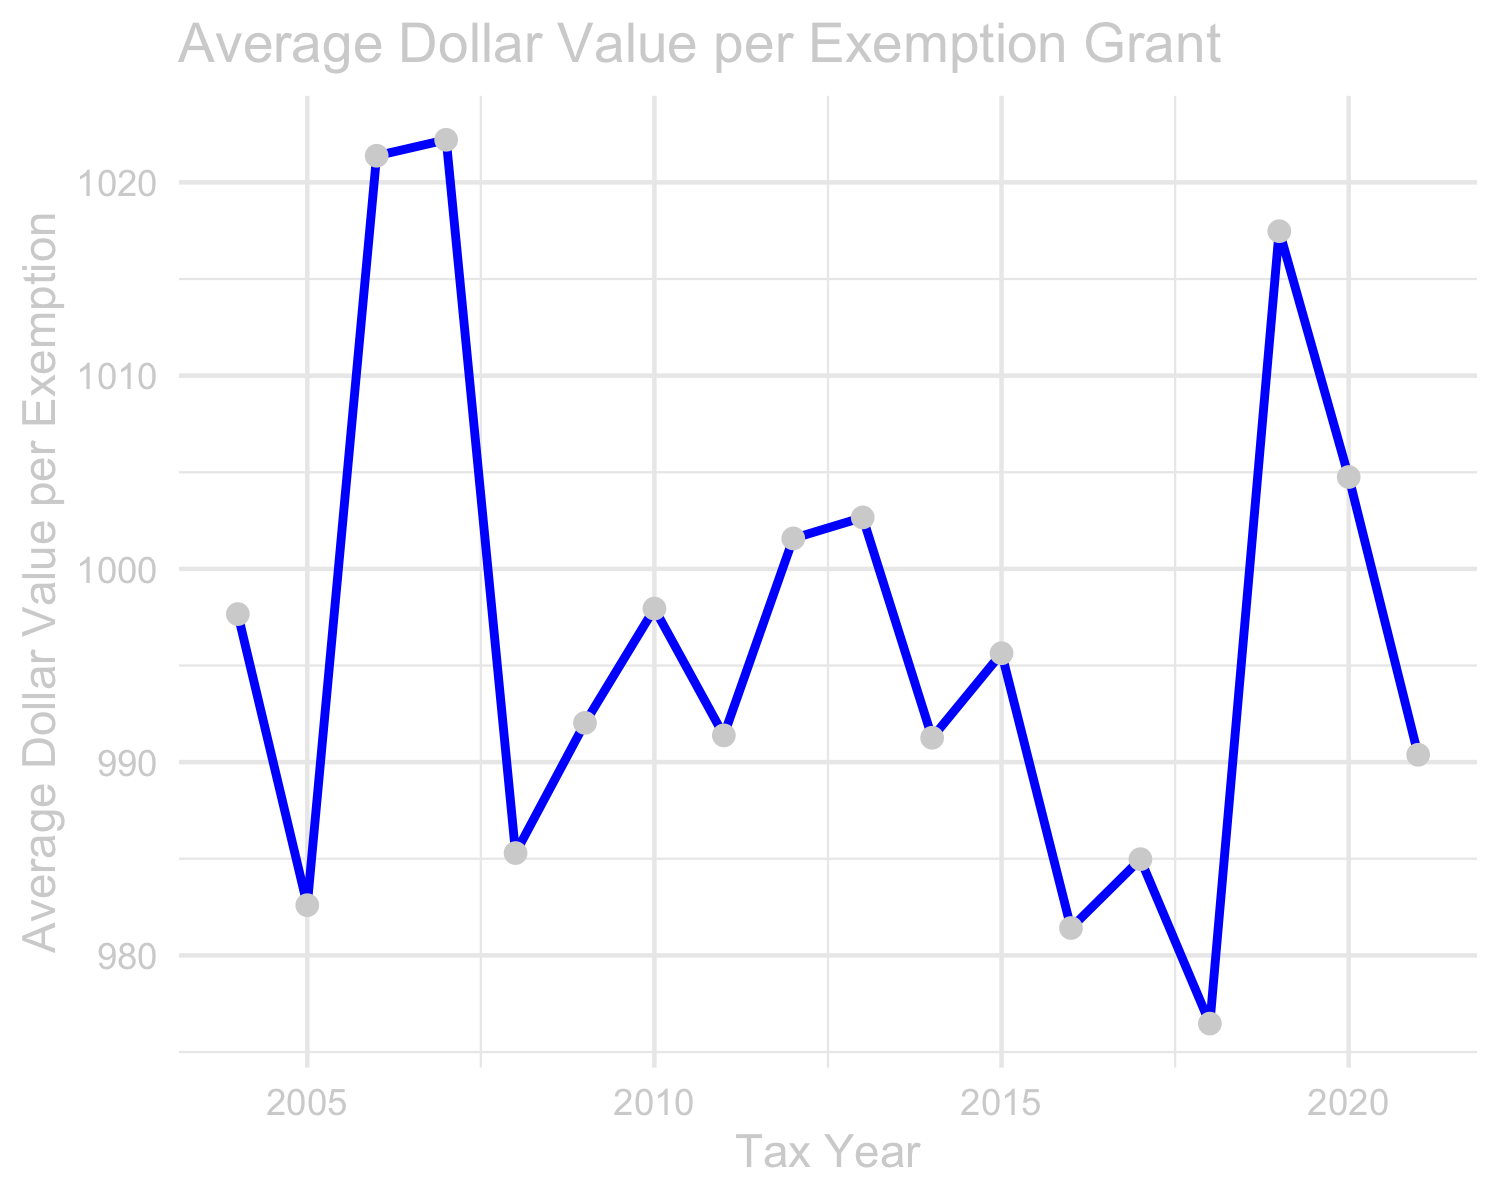 Average Dollar Value per Exemption Grant
Average Dollar Value per Exemption
1020
1010
1000
990
980
2005 2010 2015 2020
Tax Year